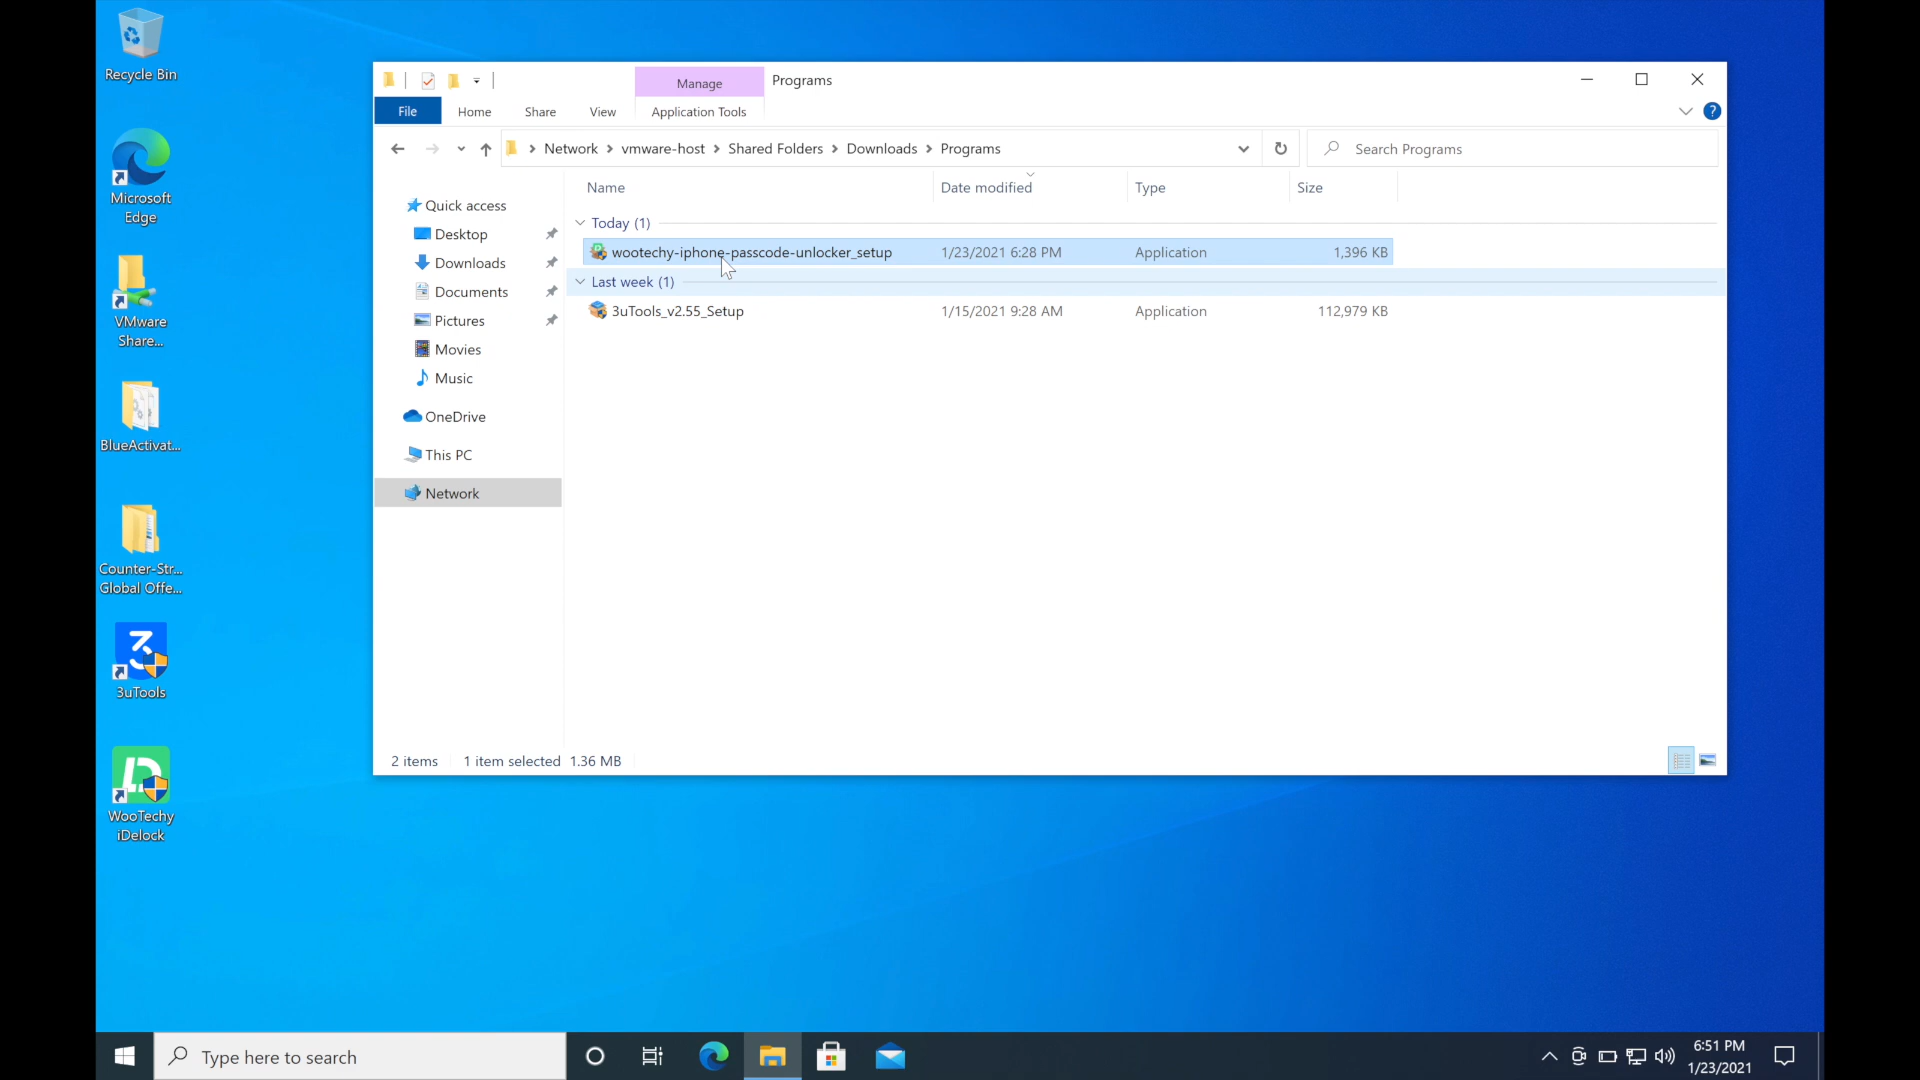 Recycle Bin
Microsoft
Edge
VMware
Share...
BlueActivat...
Counter-Str...
Global Offe...
3uTools
WooTechy
iDelock
Manage
Programs
File
Home
Share
View
Application Tools
Network
vmware-host
Shared Folders
Downloads
Programs
Search Programs
Name
Date modified
Type
Size
Quick access
Desktop
Downloads
Documents
Pictures
Movies
Music
OneDrive
This PC
Network
Today (1)
wootechy-iphone-passcode-unlocker_setup 1/23/2021 6:28 PM Application 1,396 KB
Last week (1)
3uTools_v2.55_Setup 1/15/2021 9:28 AM Application 112,979 KB
2 items 1 item selected 1.36 MB
Type here to search
6:51 PM
1/23/2021